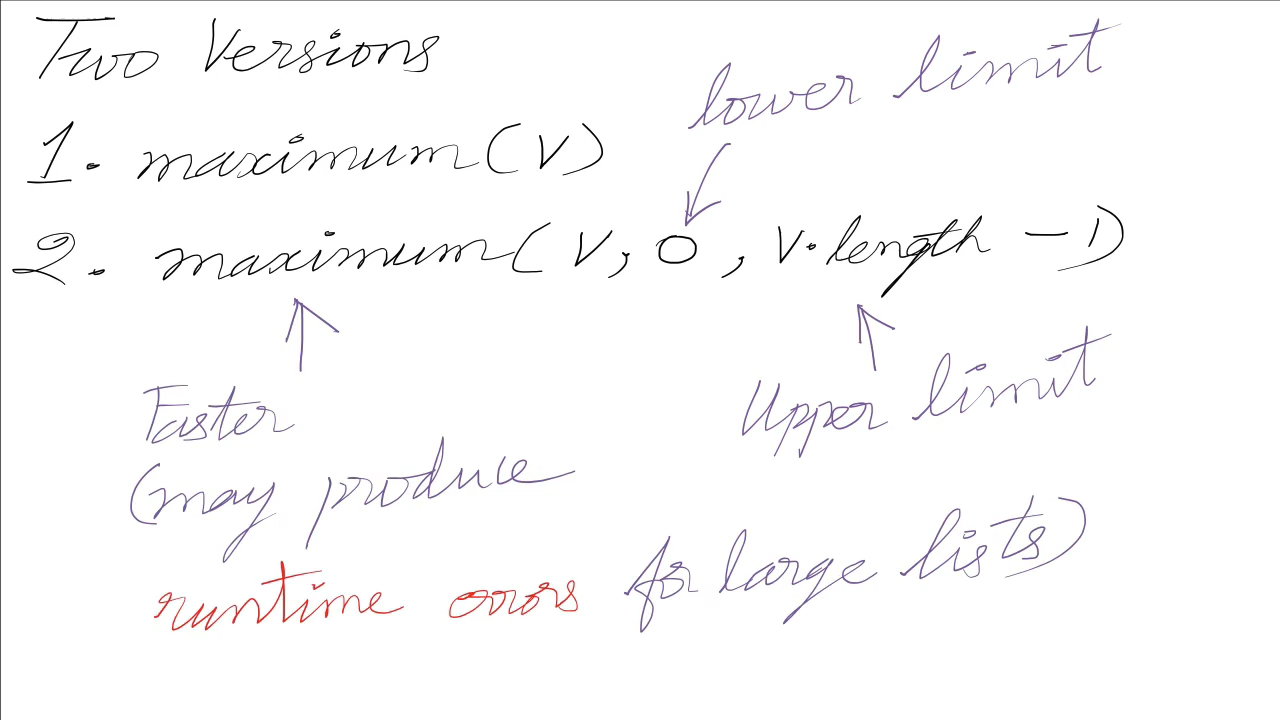 Two Versions
lower limit
1. maximum(V)
2. maximum(V, 0, V.length - 1)
Faster
Upper limit
(may produce
runtime errors for large lists)